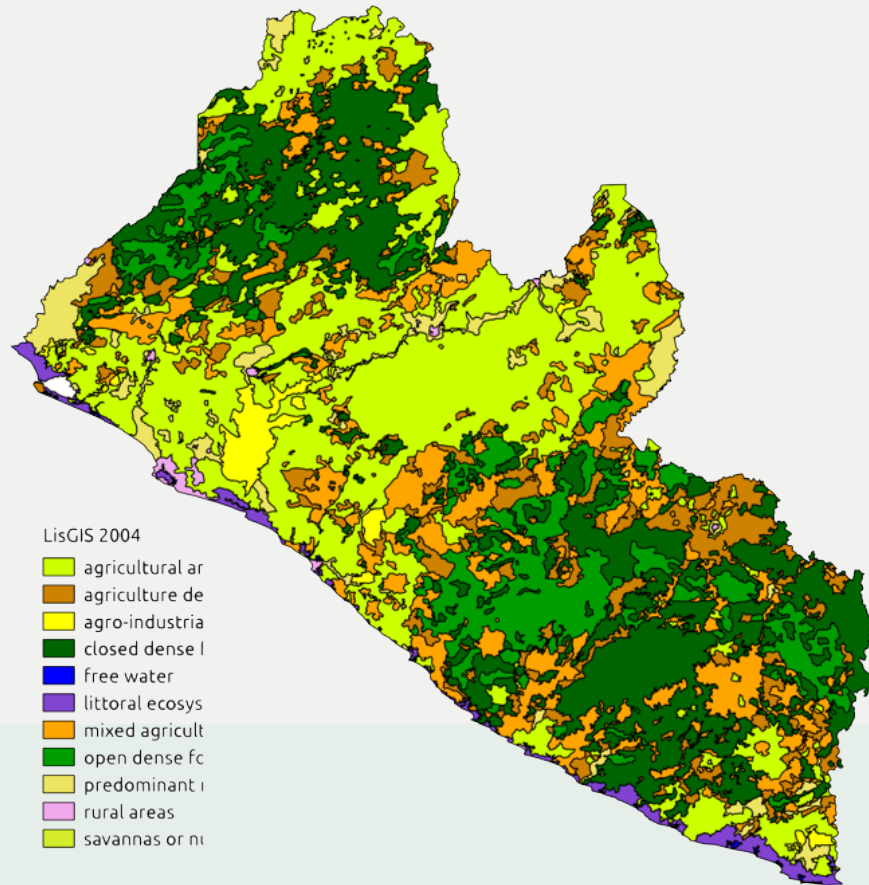 LisGIS 2004
agricultural ar
agriculture de
agro-industria
closed dense f
free water
littoral ecosys
mixed agricult
open dense fo
predominant r
rural areas
savannas or nu